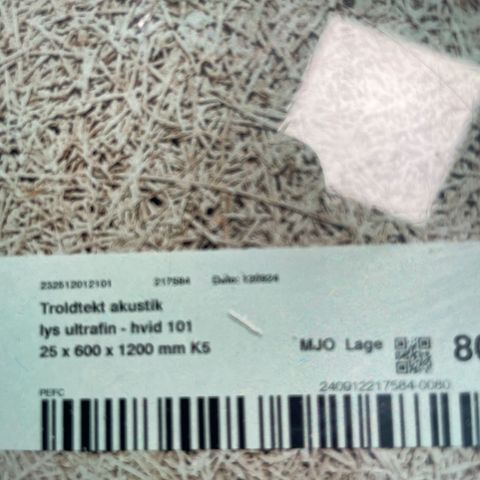 232512012101 217584
Troldtekt akustik
lys ultrafin - hvid 101
25 x 600 x 1200 mm K5
MJO Lage
PEFC
240912217584-0080